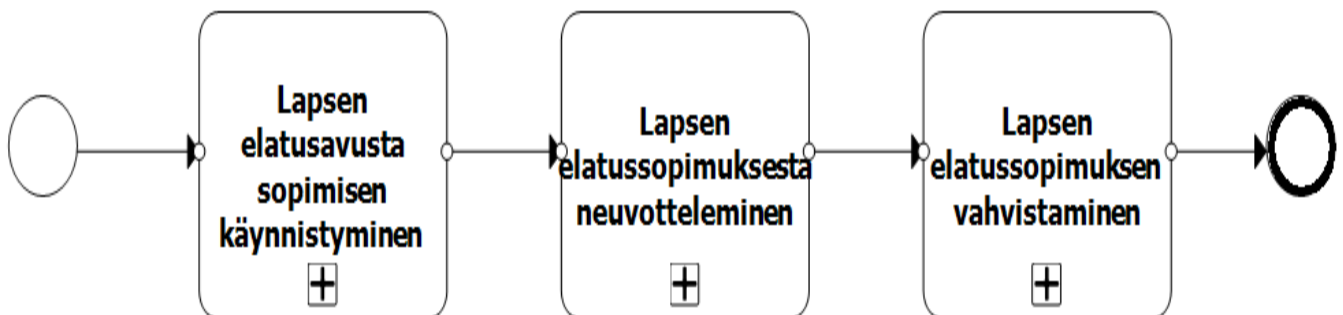 Lapsen
elatusavusta
sopimisen
käynnistyminen
Lapsen
elatussopimuksesta
neuvotteleminen
Lapsen
elatussopimuksen
vahvistaminen